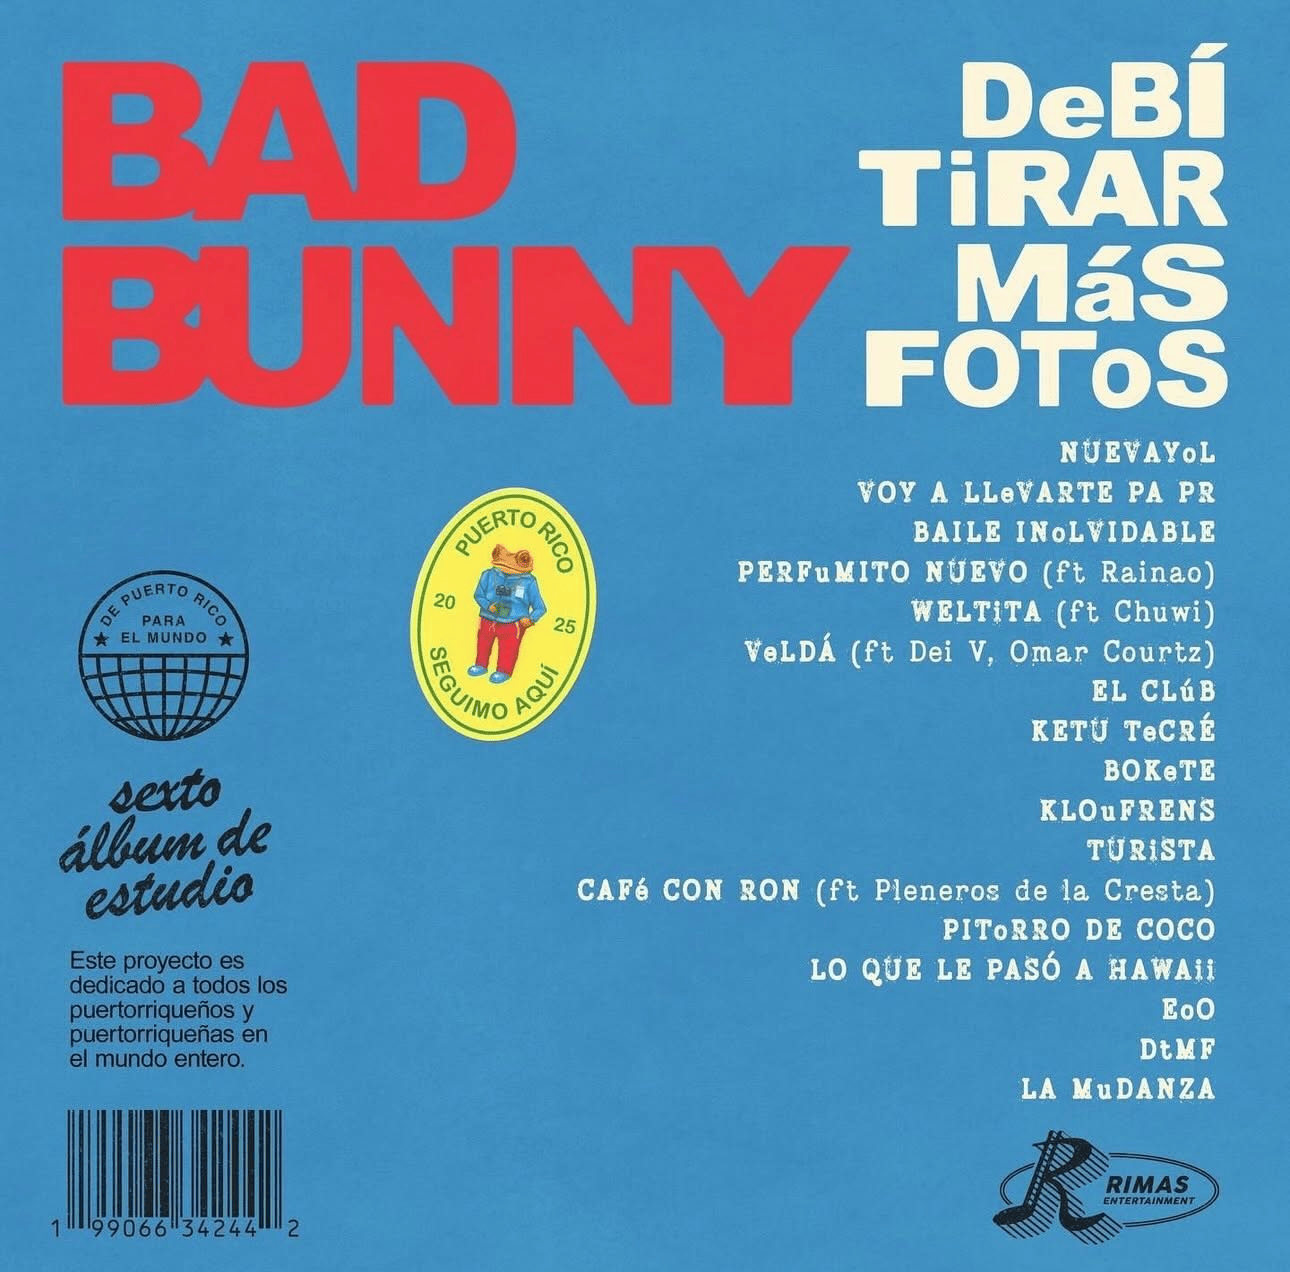 BAD
BUNNY
DeBÍ
TiRAR
MáS
FOToS
NUEVAYoL
VOY A LLeVARTE PA PR
BAILE INoLVIDABLE
PERFuMITO NUEVO (ft Rainao)
WELTiTA (ft Chuwi)
VeLDÁ (ft Dei V, Omar Courtz)
EL CLúB
KETU TeCRÉ
BOKeTE
KLOuFRENS
TURiSTA
CAFé CON RON (ft Pleneros de la Cresta)
PIToRRO DE COCO
LO QUE LE PASÓ A HAWAii
EoO
DtMF
LA MuDANZA
PUERTO RICO
20 25
SEGUIMO AQUÍ
DE PUERTO RICO
PARA
EL MUNDO
sexto
álbum de
estudio
Este proyecto es
dedicado a todos los
puertorriqueños y
puertorriqueñas en
el mundo entero.
1 99066 34244 2
R RIMAS
ENTERTAINMENT